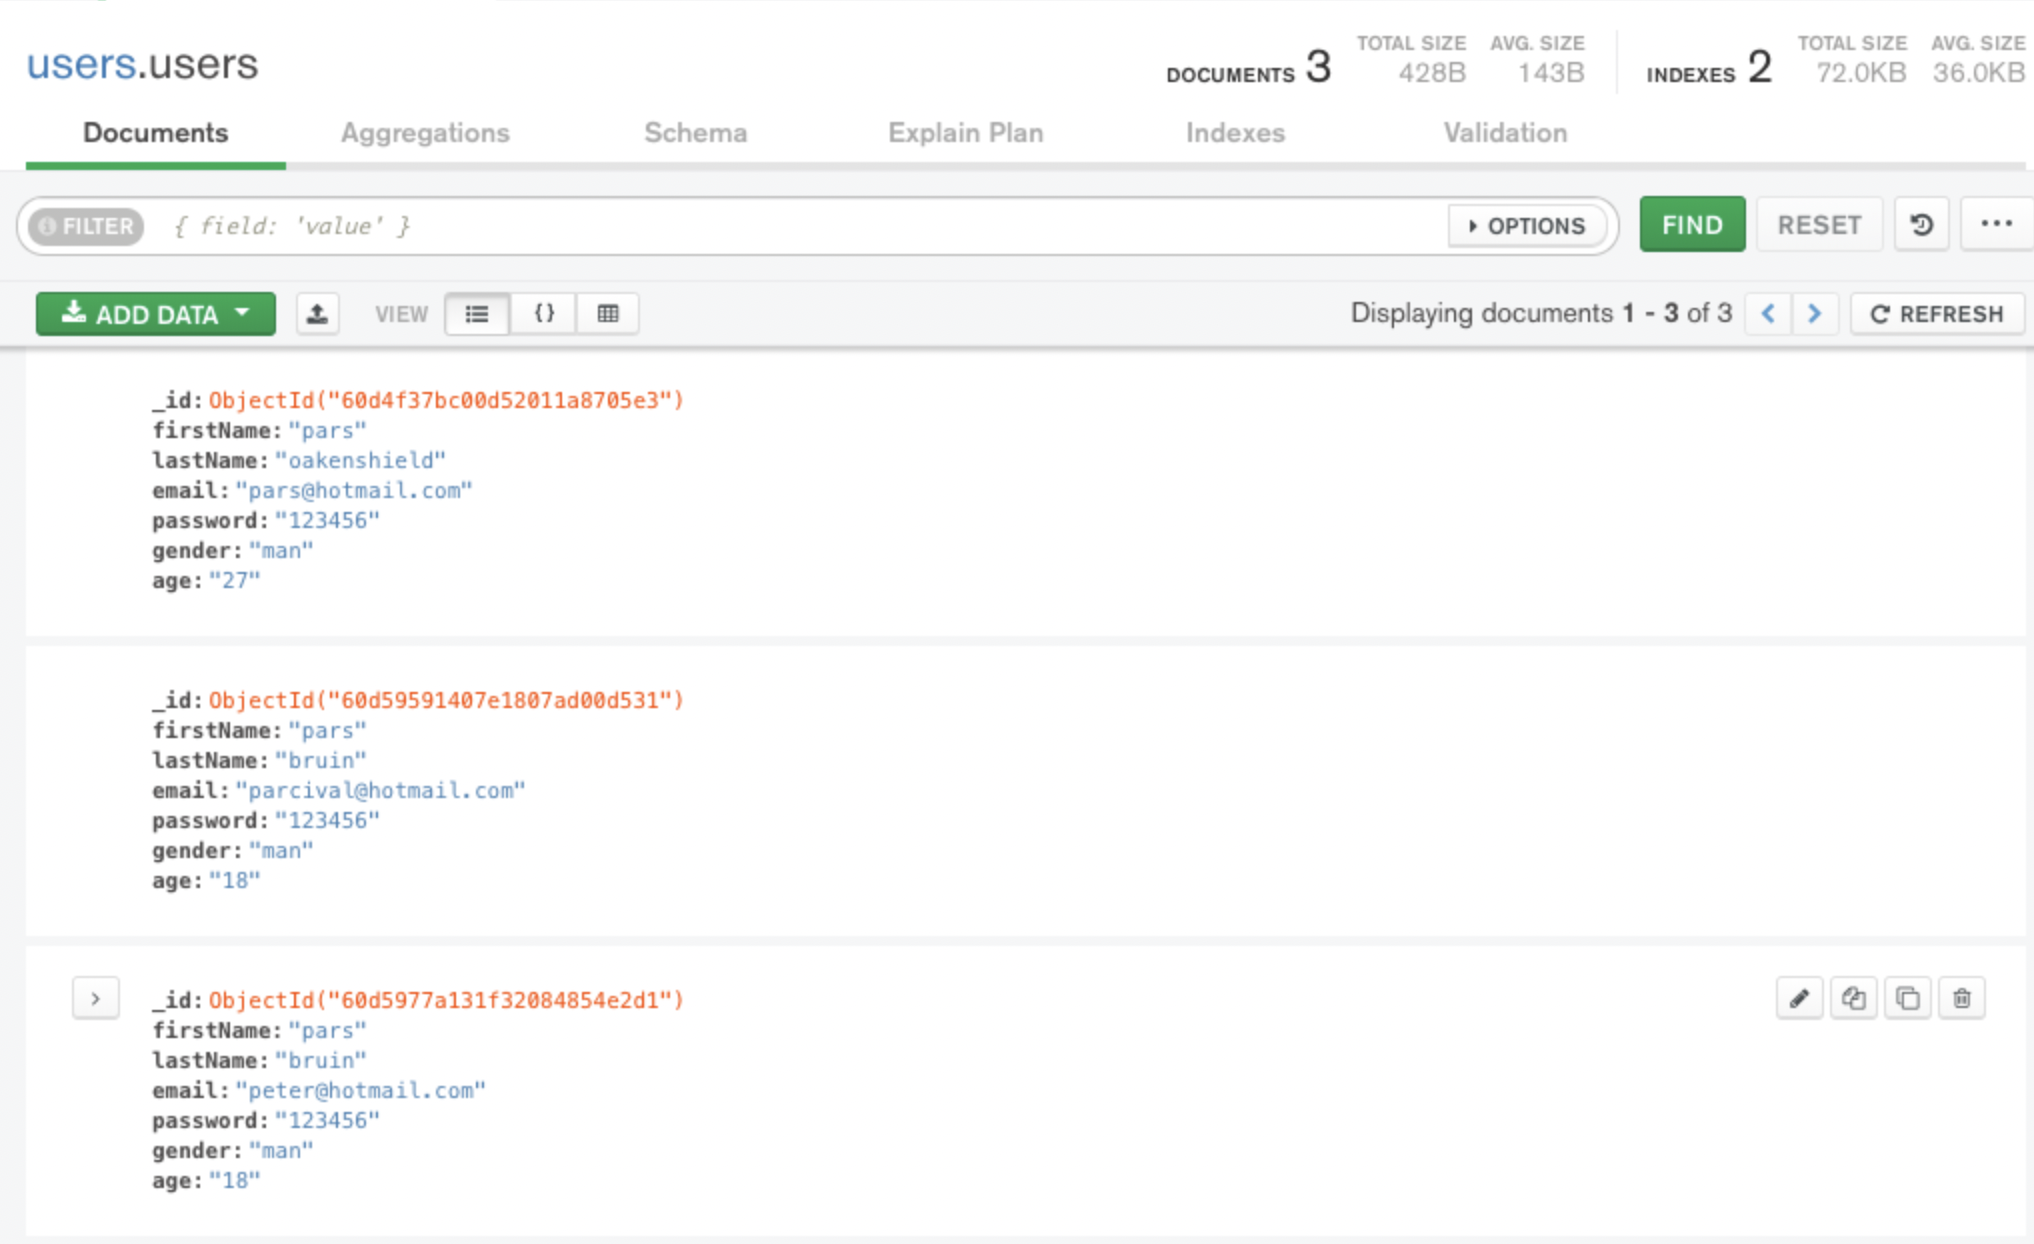 users.users
DOCUMENTS 3 TOTAL SIZE 428B AVG. SIZE 143B INDEXES 2 TOTAL SIZE 72.0KB AVG. SIZE 36.0KB
Documents Aggregations Schema Explain Plan Indexes Validation
FILTER { field: 'value' } OPTIONS FIND RESET ...
ADD DATA VIEW {} Displaying documents 1 - 3 of 3 < > REFRESH
_id: ObjectId("60d4f37bc00d52011a8705e3")
firstName: "pars"
lastName: "oakenshield"
email: "pars@hotmail.com"
password: "123456"
gender: "man"
age: "27"
_id: ObjectId("60d59591407e1807ad00d531")
firstName: "pars"
lastName: "bruin"
email: "parcival@hotmail.com"
password: "123456"
gender: "man"
age: "18"
_id: ObjectId("60d5977a131f32084854e2d1")
firstName: "pars"
lastName: "bruin"
email: "peter@hotmail.com"
password: "123456"
gender: "man"
age: "18"